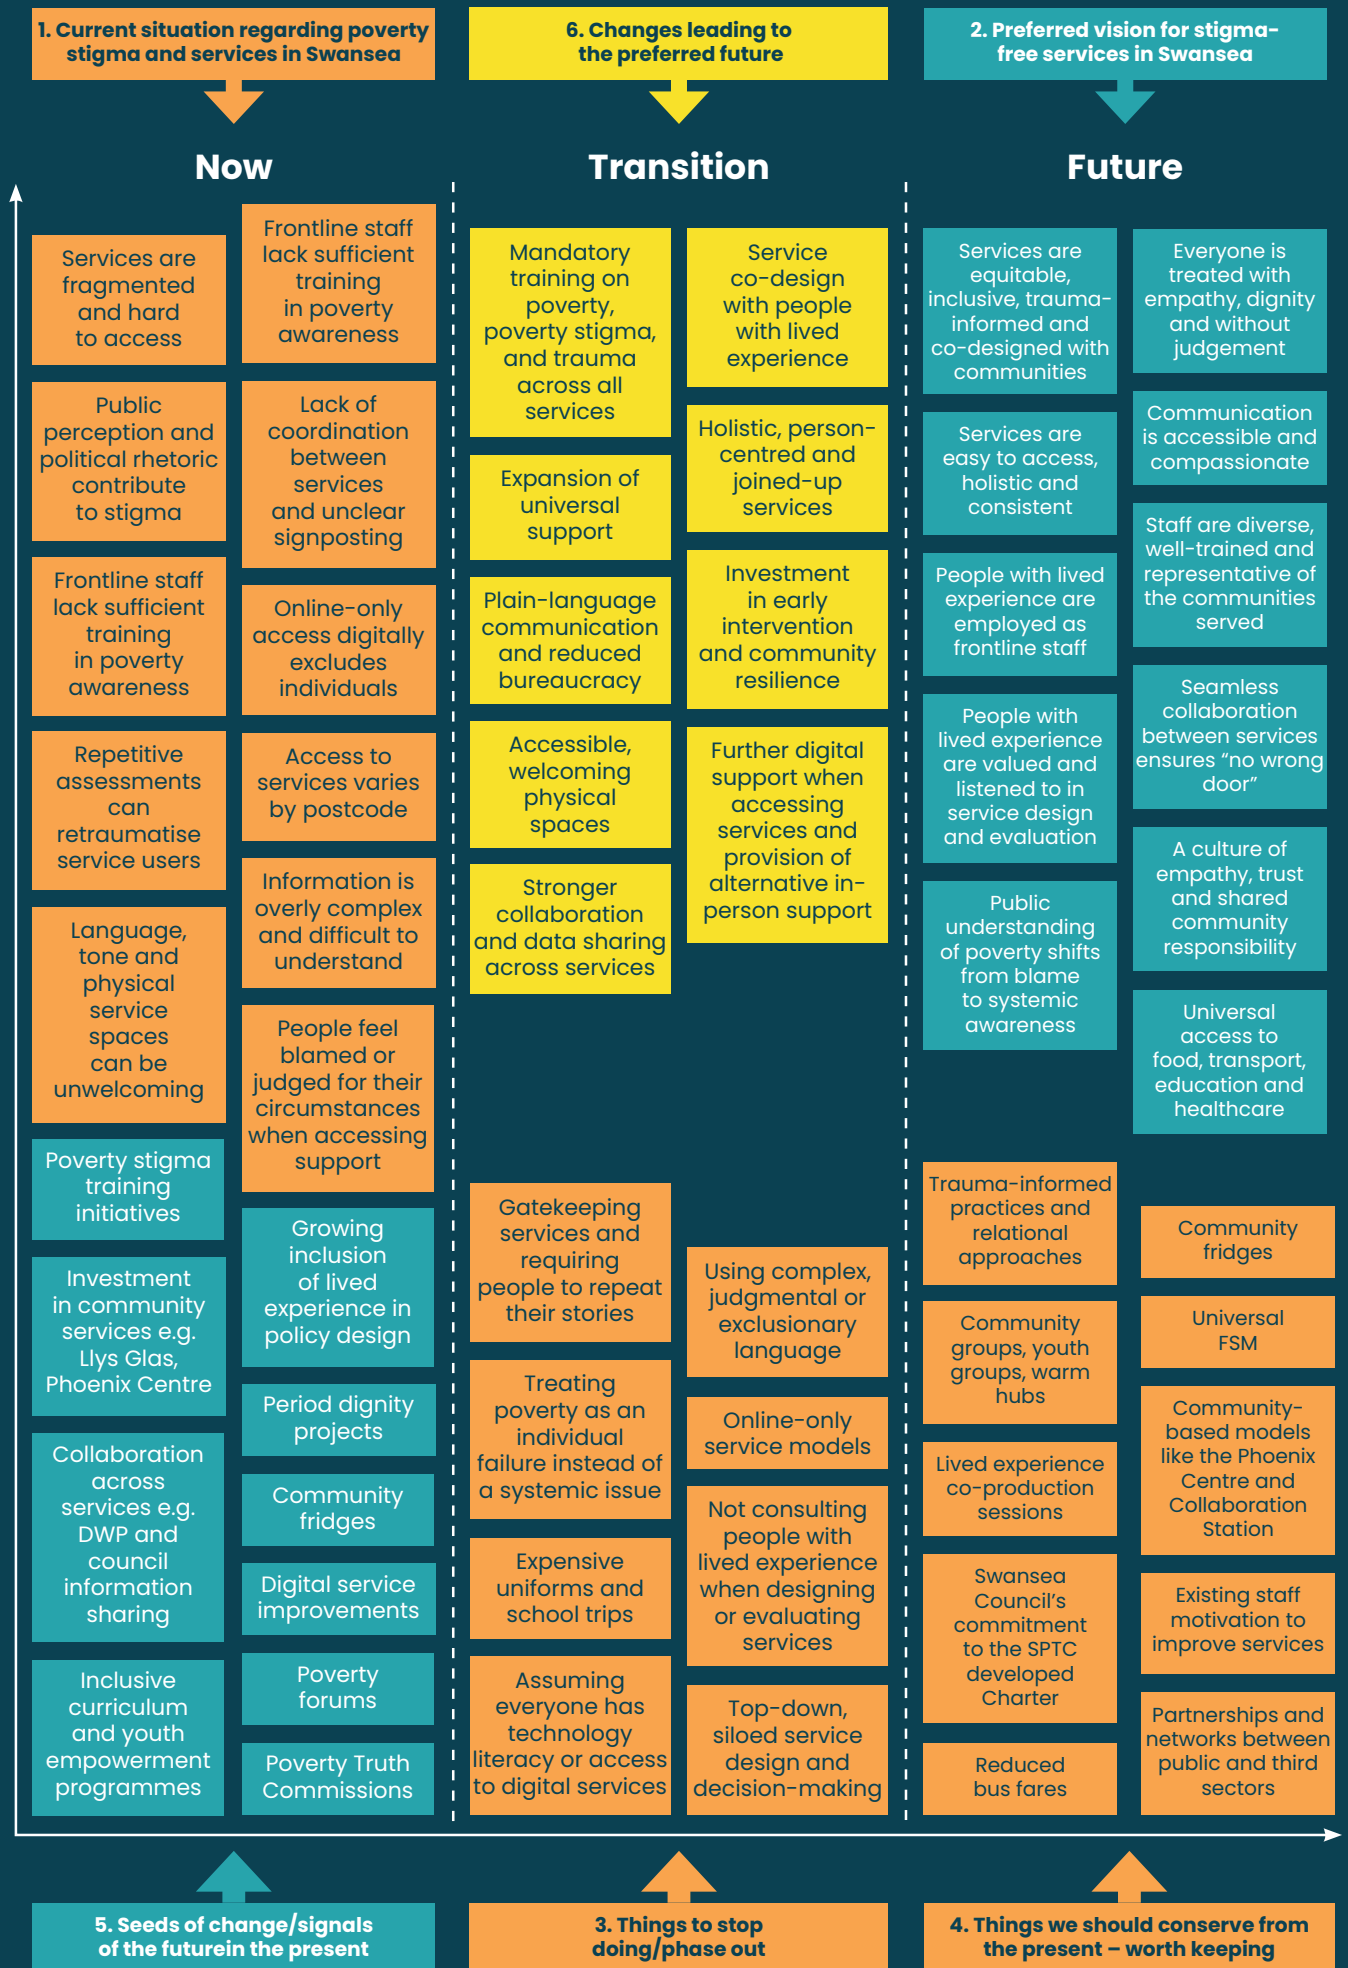 1. Current situation regarding poverty
stigma and services in Swansea
6. Changes leading to
the preferred future
2. Preferred vision for stigma-
free services in Swansea
Now
Transition
Future
Services are
fragmented
and hard
to access
Public
perception and
political rhetoric
contribute
to stigma
Frontline staff
lack sufficient
training
in poverty
awareness
Repetitive
assessments
can
retraumatise
service users
Language,
tone and
physical
service
spaces
can be
unwelcoming
Frontline staff
lack sufficient
training
in poverty
awareness
Lack of
coordination
between
services
and unclear
signposting
Online-only
access digitally
excludes
individuals
Access to
services varies
by postcode
Information is
overly complex
and difficult to
understand
People feel
blamed or
judged for their
circumstances
when accessing
support
Poverty stigma
training
initiatives
Investment
in community
services e.g.
Llys Glas,
Phoenix Centre
Collaboration
across
services e.g.
DWP and
council
information
sharing
Inclusive
curriculum
and youth
empowerment
programmes
Growing
inclusion
of lived
experience in
policy design
Period dignity
projects
Community
fridges
Digital service
improvements
Poverty
forums
Poverty Truth
Commissions
Mandatory
training on
poverty,
poverty stigma,
and trauma
across all
services
Expansion of
universal
support
Plain-language
communication
and reduced
bureaucracy
Accessible,
welcoming
physical
spaces
Stronger
collaboration
and data sharing
across services
Service
co-design
with people
with lived
experience
Holistic, person-
centred and
joined-up
services
Investment
in early
intervention
and community
resilience
Further digital
support when
accessing
services and
provision of
alternative in-
person support
Gatekeeping
services and
requiring
people to repeat
their stories
Treating
poverty as an
individual
failure instead of
a systemic issue
Expensive
uniforms and
school trips
Assuming
everyone has
technology
literacy or access
to digital services
Using complex,
judgmental or
exclusionary
language
Online-only
service models
Not consulting
people with
lived experience
when designing
or evaluating
services
Top-down,
siloed service
design and
decision-making
Services are
equitable,
inclusive, trauma-
informed and
co-designed with
communities
Services are
easy to access,
holistic and
consistent
People with lived
experience are
employed as
frontline staff
People with
lived experience
are valued and
listened to in
service design
and evaluation
Public
understanding
of poverty shifts
from blame
to systemic
awareness
Everyone is
treated with
empathy, dignity
and without
judgement
Communication
is accessible and
compassionate
Staff are diverse,
well-trained and
representative of
the communities
served
Seamless
collaboration
between services
ensures “no wrong
door”
A culture of
empathy, trust
and shared
community
responsibility
Universal
access to
food, transport,
education and
healthcare
Trauma-informed
practices and
relational
approaches
Community
groups, youth
groups, warm
hubs
Lived experience
co-production
sessions
Swansea
Council’s
commitment
to the SPTC
developed
Charter
Reduced
bus fares
Community
fridges
Universal
FSM
Community-
based models
like the Phoenix
Centre and
Collaboration
Station
Existing staff
motivation to
improve services
Partnerships and
networks between
public and third
sectors
5. Seeds of change/signals
of the futurein the present
3. Things to stop
doing/phase out
4. Things we should conserve from
the present – worth keeping